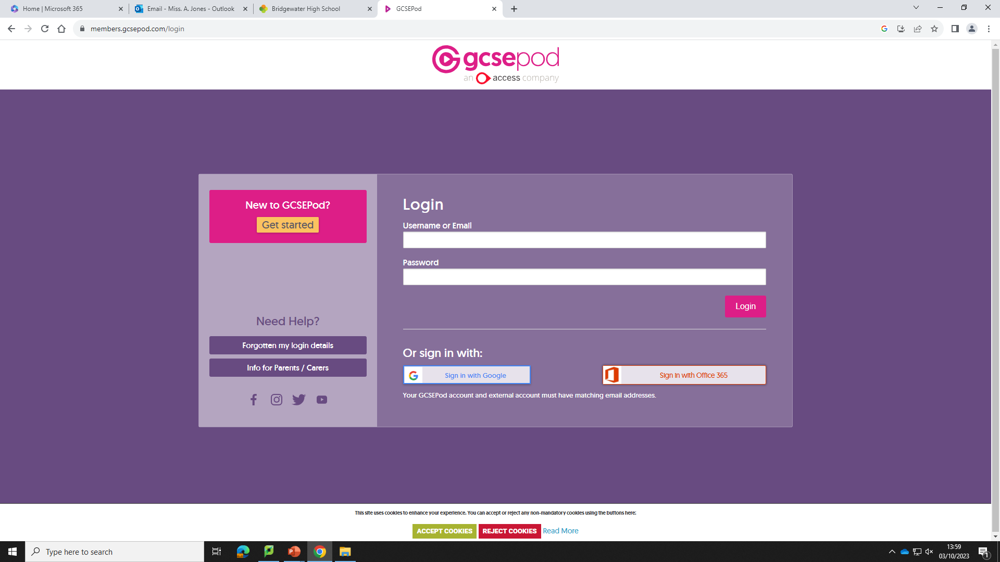 Home | Microsoft 365
Email - Miss. A. Jones - Outlook
Bridgewater High School
GCSEPod
members.gcsepod.com/login
gcsepod
an access company
New to GCSEPod?
Get started
Need Help?
Forgotten my login details
Info for Parents / Carers
Login
Username or Email
Password
Login
Or sign in with:
Sign in with Google
Sign in with Office 365
Your GCSEPod account and external account must have matching email addresses.
This site uses cookies to enhance your experience. You can accept or reject any non-mandatory cookies using the buttons here:
ACCEPT COOKIES REJECT COOKIES Read More
Type here to search
13:59
03/10/2023
1